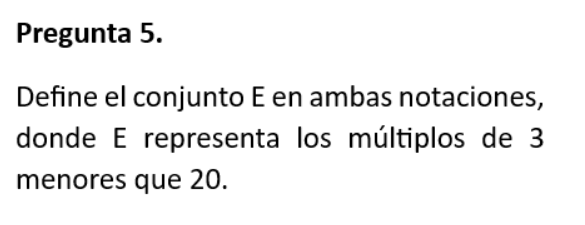 Pregunta 5.
Define el conjunto E en ambas notaciones,
donde E representa los múltiplos de 3
menores que 20.